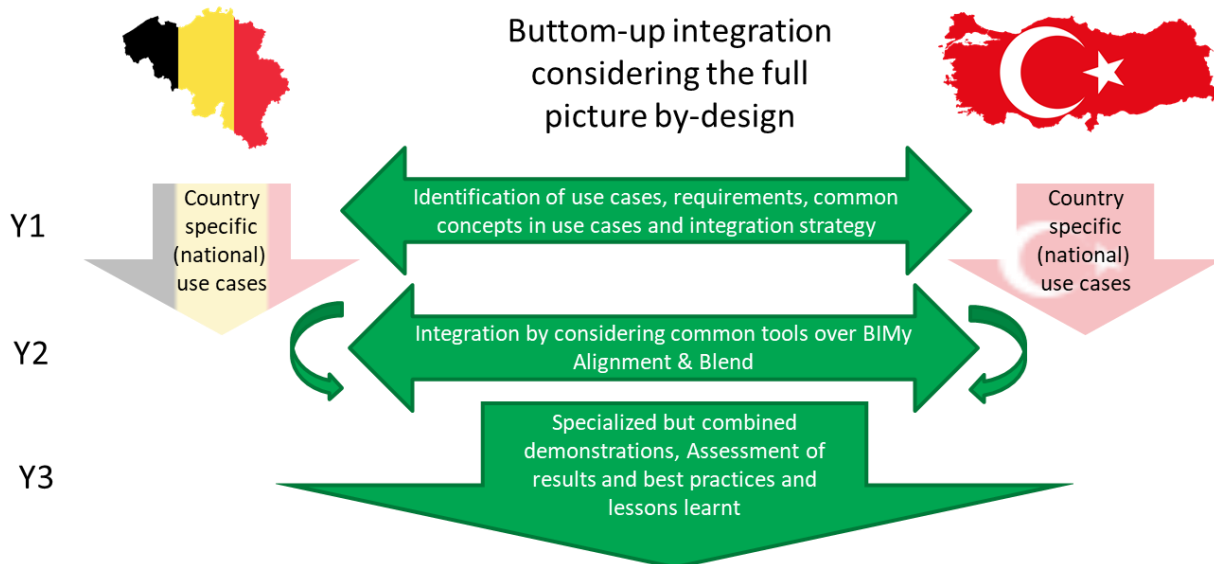 Buttom-up integration
considering the full
picture by-design
Y1
Country
specific
(national)
use cases
Identification of use cases, requirements, common
concepts in use cases and integration strategy
Country
specific
(national)
use cases
Y2
Integration by considering common tools over BIMy
Alignment & Blend
Y3
Specialized but combined
demonstrations, Assessment of
results and best practices and
lessons learnt